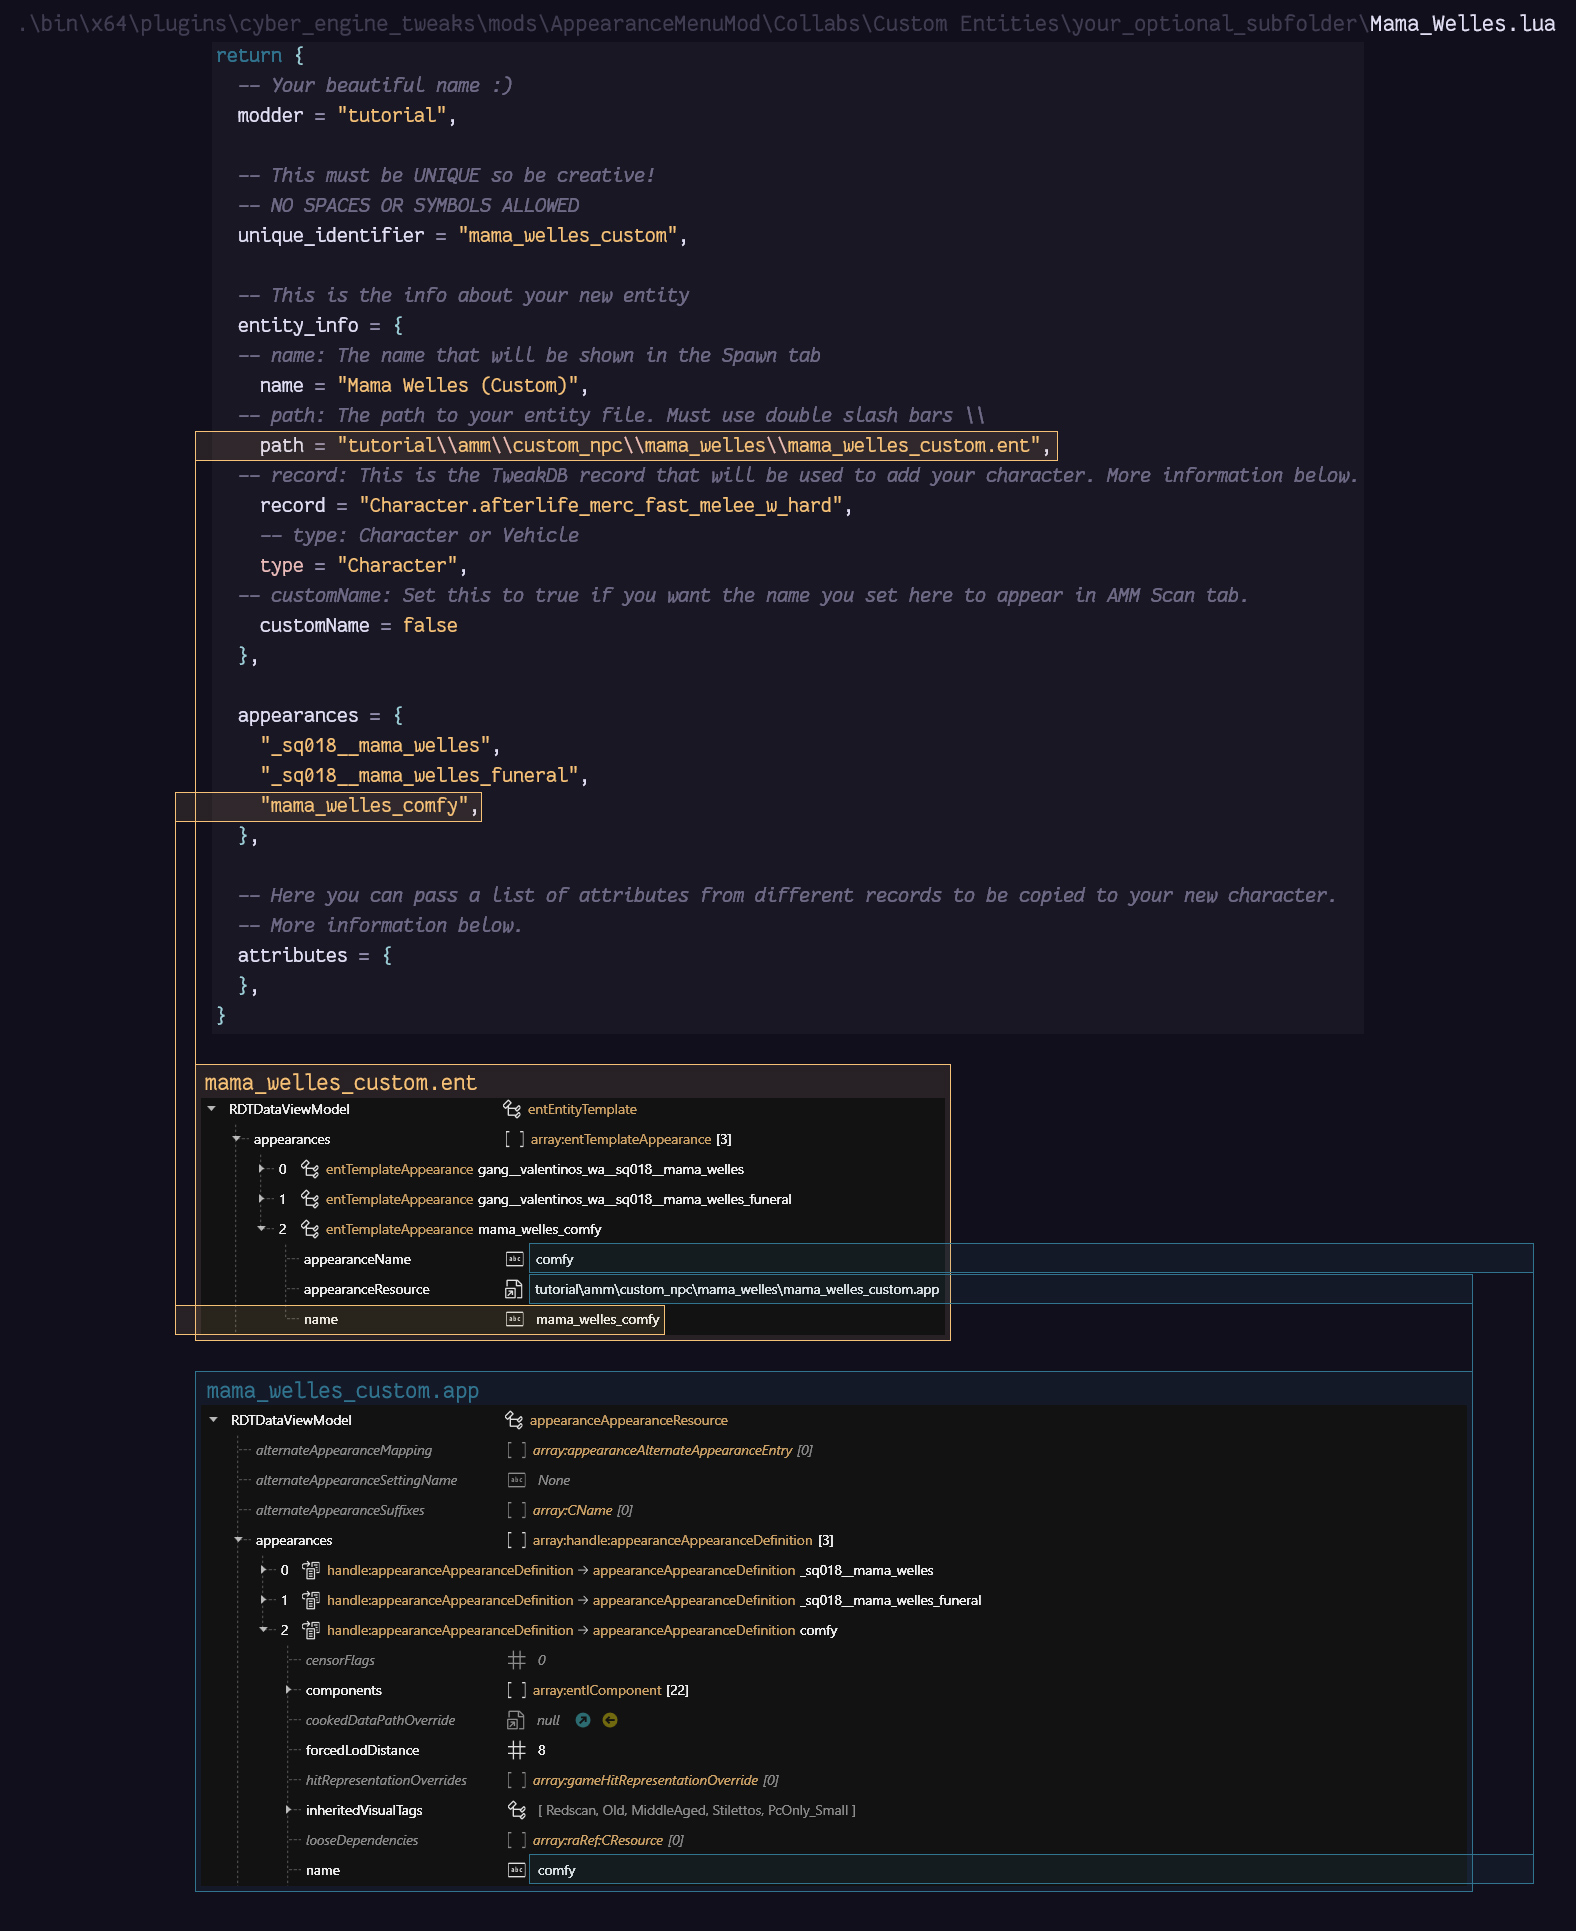 .\bin\x64\plugins\cyber_engine_tweaks\mods\AppearanceMenuMod\Collabs\Custom Entities\your_optional_subfolder\Mama_Welles.lua
return {
-- Your beautiful name :)
modder = "tutorial",
-- This must be UNIQUE so be creative!
-- NO SPACES OR SYMBOLS ALLOWED
unique_identifier = "mama_welles_custom",
-- This is the info about your new entity
entity_info = {
-- name: The name that will be shown in the Spawn tab
name = "Mama Welles (Custom)",
-- path: The path to your entity file. Must use double slash bars \\
path = "tutorial\\amm\\custom_npc\\mama_welles\\mama_welles_custom.ent",
-- record: This is the TweakDB record that will be used to add your character. More information below.
record = "Character.afterlife_merc_fast_melee_w_hard",
-- type: Character or Vehicle
type = "Character",
-- customName: Set this to true if you want the name you set here to appear in AMM Scan tab.
customName = false
},
appearances = {
"_sq018__mama_welles",
"_sq018__mama_welles_funeral",
"mama_welles_comfy",
},
-- Here you can pass a list of attributes from different records to be copied to your new character.
-- More information below.
attributes = {
},
}
mama_welles_custom.ent
RDTDataViewModel entEntityTemplate
appearances [ ] array:entTemplateAppearance [3]
0 entTemplateAppearance gang__valentinos_wa__sq018__mama_welles
1 entTemplateAppearance gang__valentinos_wa__sq018__mama_welles_funeral
2 entTemplateAppearance mama_welles_comfy
appearanceName abc comfy
appearanceResource tutorial\amm\custom_npc\mama_welles\mama_welles_custom.app
name abc mama_welles_comfy
mama_welles_custom.app
RDTDataViewModel appearanceAppearanceResource
alternateAppearanceMapping [ ] array:appearanceAlternateAppearanceEntry [0]
alternateAppearanceSettingName abc None
alternateAppearanceSuffixes [ ] array:CName [0]
appearances [ ] array:handle:appearanceAppearanceDefinition [3]
0 handle:appearanceAppearanceDefinition → appearanceAppearanceDefinition _sq018__mama_welles
1 handle:appearanceAppearanceDefinition → appearanceAppearanceDefinition _sq018__mama_welles_funeral
2 handle:appearanceAppearanceDefinition → appearanceAppearanceDefinition comfy
censorFlags 0
components [ ] array:entIComponent [22]
cookedDataPathOverride null
forcedLodDistance 8
hitRepresentationOverrides [ ] array:gameHitRepresentationOverride [0]
inheritedVisualTags [ Redscan, Old, MiddleAged, Stilettos, PcOnly_Small ]
looseDependencies [ ] array:raRef:CResource [0]
name abc comfy